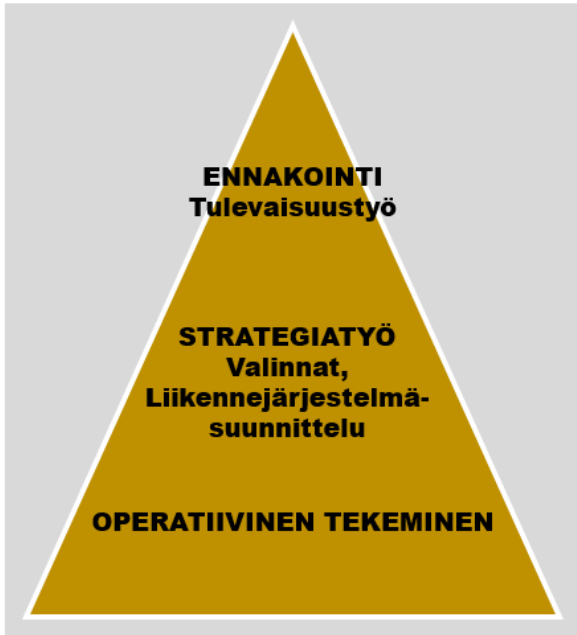 ENNAKOINTI
Tulevaisuustyö
STRATEGIATYÖ
Valinnat,
Liikennejärjestelmä-
suunnittelu
OPERATIIVINEN TEKEMINEN